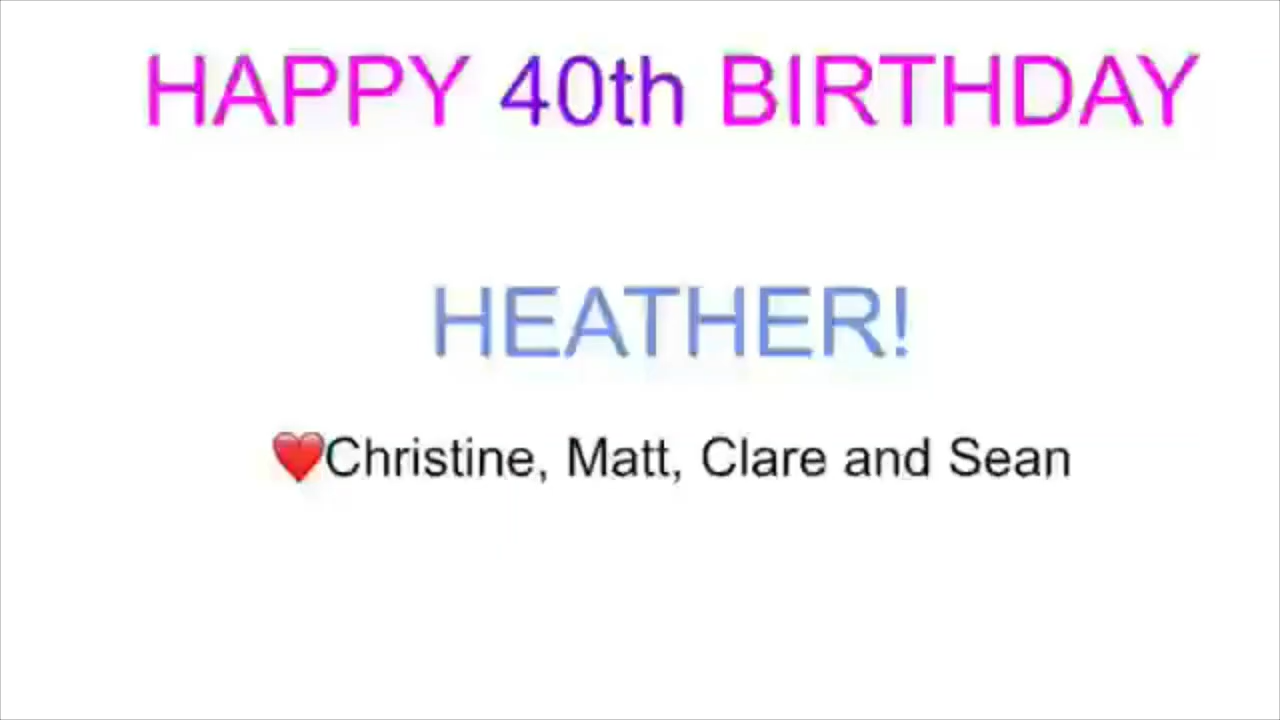 HAPPY 40th BIRTHDAY
HEATHER!
❤️Christine, Matt, Clare and Sean